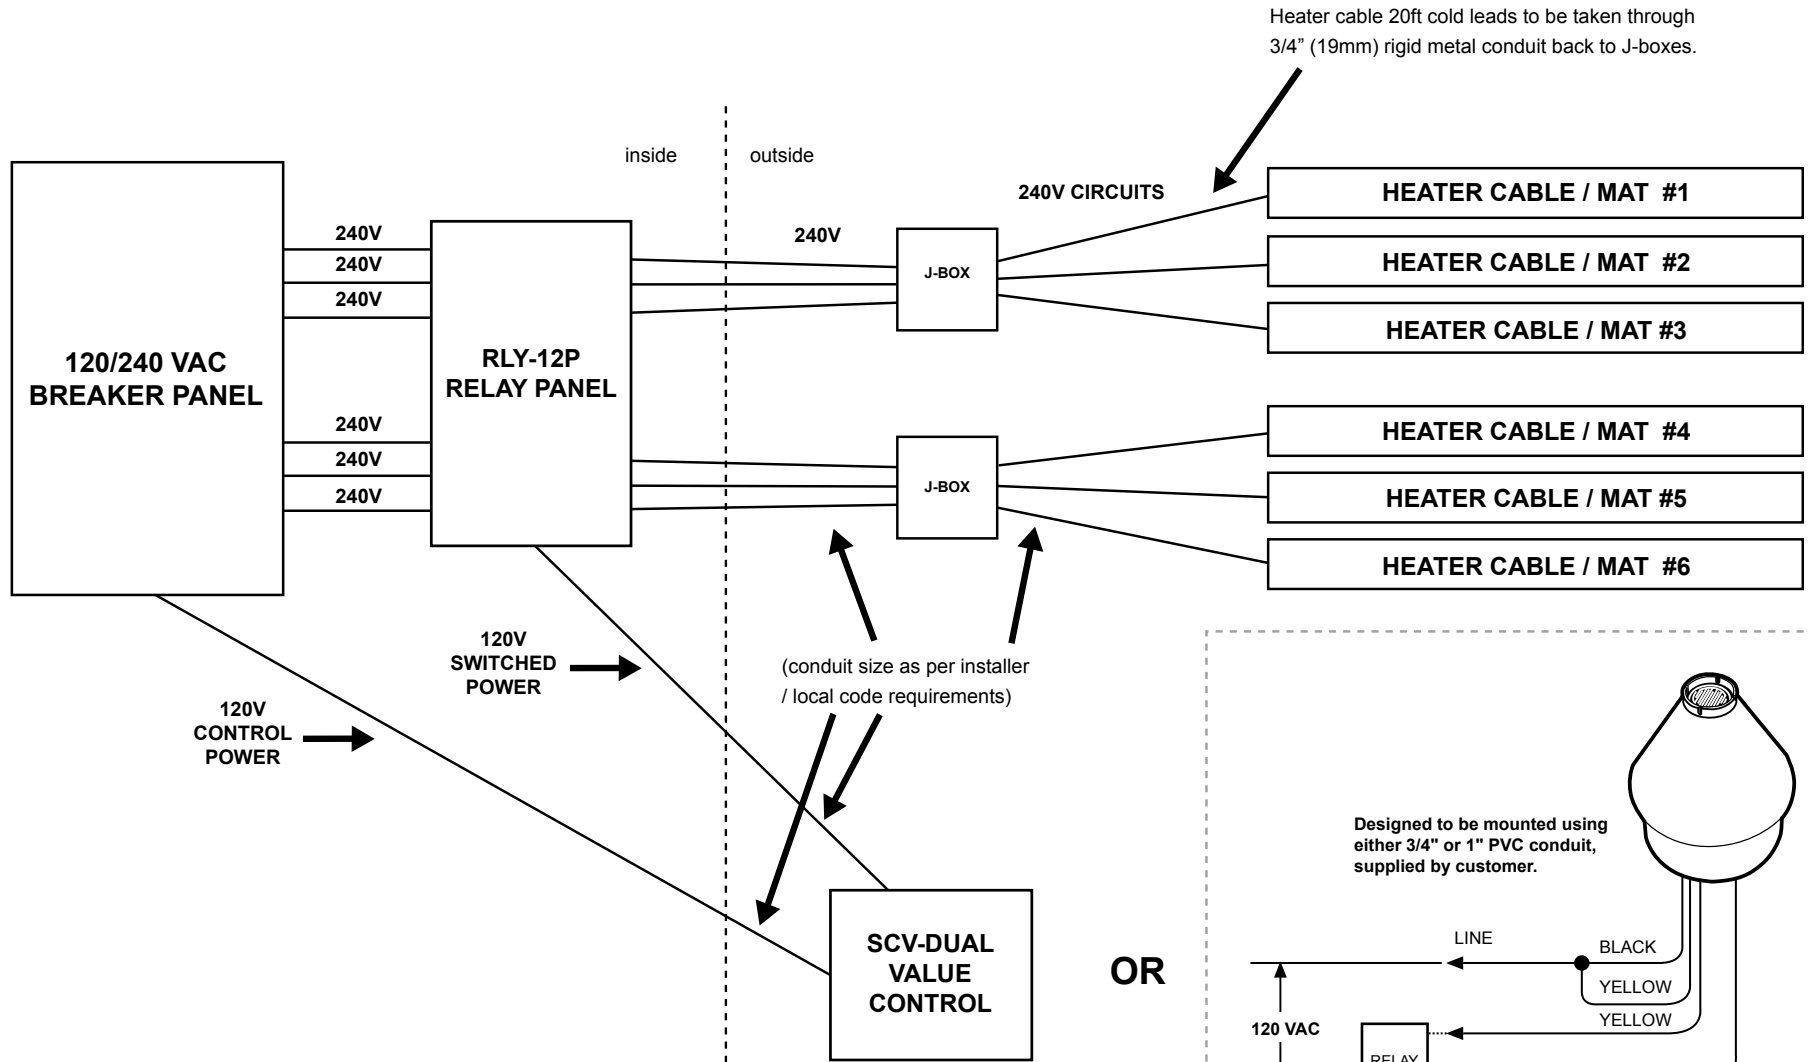 Heater cable 20ft cold leads to be taken through
3/4” (19mm) rigid metal conduit back to J-boxes.
inside
outside
240V CIRCUITS
HEATER CABLE / MAT #1
HEATER CABLE / MAT #2
HEATER CABLE / MAT #3
240V
240V
240V
240V
J-BOX
120/240 VAC
BREAKER PANEL
RLY-12P
RELAY PANEL
240V
240V
240V
J-BOX
HEATER CABLE / MAT #4
HEATER CABLE / MAT #5
HEATER CABLE / MAT #6
120V
SWITCHED
POWER
(conduit size as per installer
/ local code requirements)
120V
CONTROL
POWER
SCV-DUAL
VALUE
CONTROL
OR
Designed to be mounted using
either 3/4" or 1" PVC conduit,
supplied by customer.
LINE
BLACK
YELLOW
YELLOW
120 VAC
RELAY